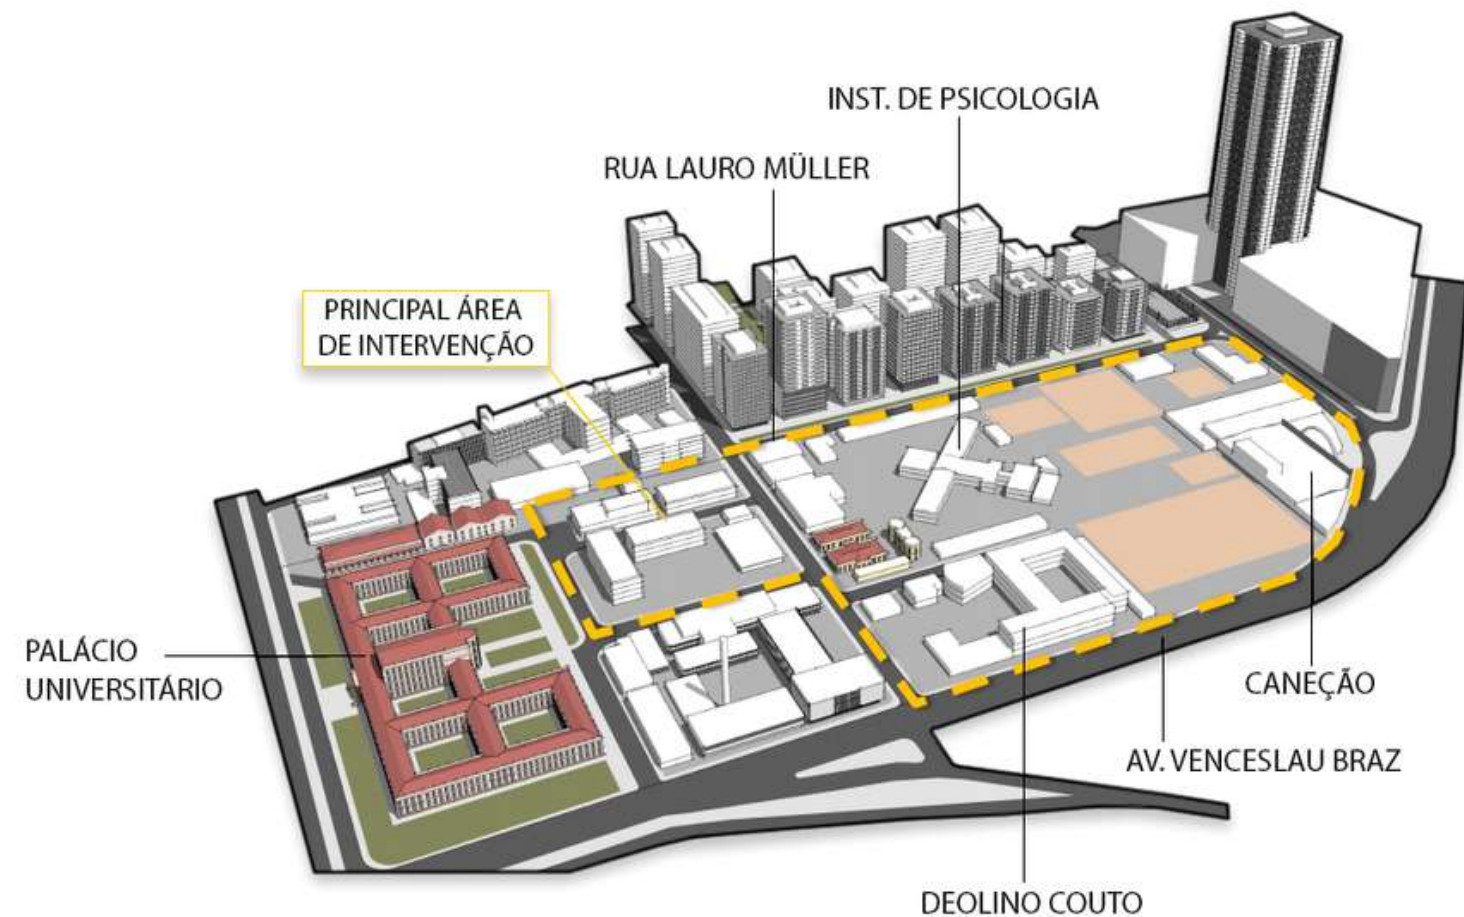 INST. DE PSICOLOGIA
RUA LAURO MÜLLER
PRINCIPAL ÁREA
DE INTERVENÇÃO
PALÁCIO
UNIVERSITÁRIO
CANEÇÃO
AV. VENCESLAU BRAZ
DEOLINO COUTO